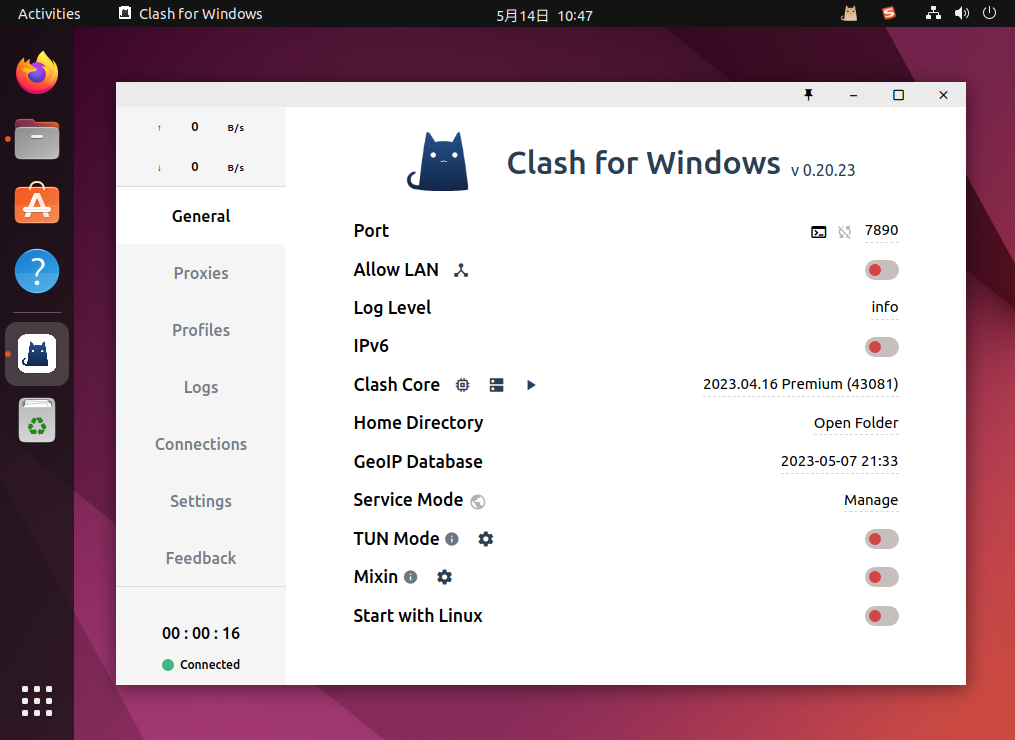 Activities
Clash for Windows
5月14日 10:47
↑ 0 B/s
↓ 0 B/s
General
Proxies
Profiles
Logs
Connections
Settings
Feedback
00 : 00 : 16
Connected
Clash for Windows v 0.20.23
Port 7890
Allow LAN
Log Level info
IPv6
Clash Core 2023.04.16 Premium (43081)
Home Directory Open Folder
GeoIP Database 2023-05-07 21:33
Service Mode Manage
TUN Mode
Mixin
Start with Linux